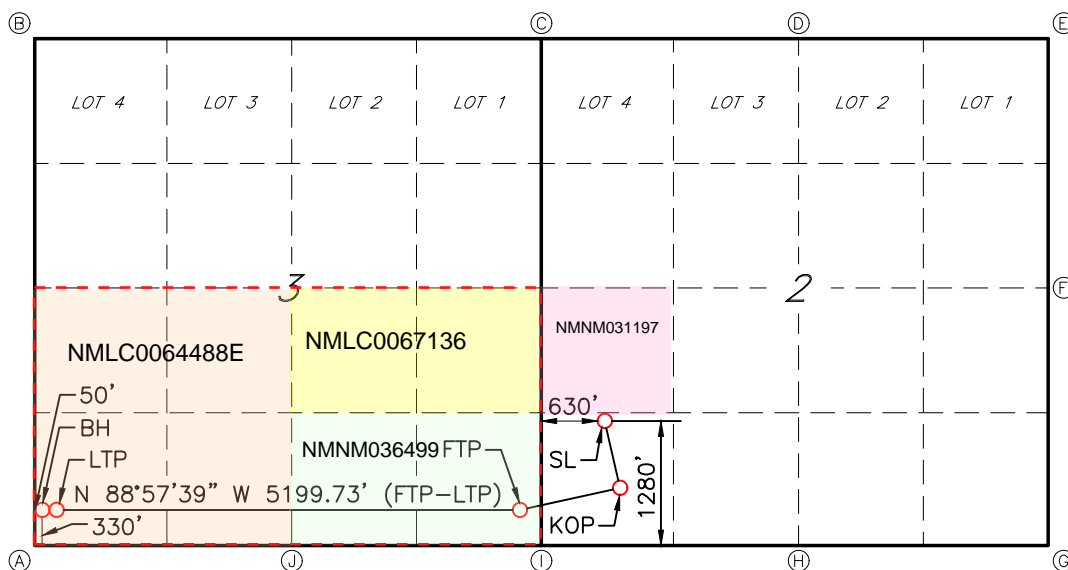 B C D E
LOT 4 LOT 3 LOT 2 LOT 1 LOT 4 LOT 3 LOT 2 LOT 1
3 2 F
NMLC0064488E NMLC0067136 NMNM031197
50' 630'
BH
NMNM036499 FTP
LTP SL
N 88°57'39" W 5199.73' (FTP-LTP) 1280'
330' KOP
A J I H G